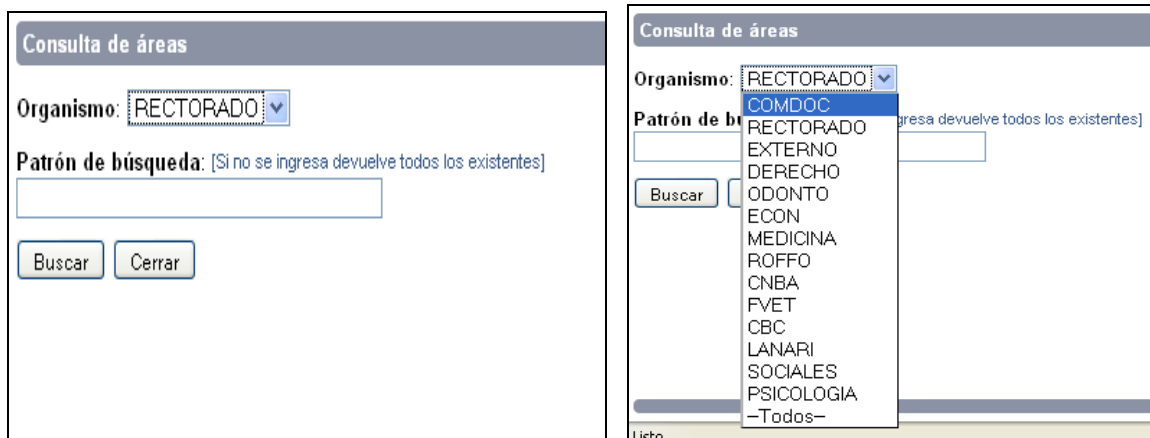 Consulta de áreas
Organismo: RECTORADO
Patrón de búsqueda: [Si no se ingresa devuelve todos los existentes]
Buscar Cerrar
Consulta de áreas
Organismo: RECTORADO
COMDOC
Patrón de bú ngresa devuelve todos los existentes]
RECTORADO
EXTERNO
DERECHO
Buscar
ODONTO
ECON
MEDICINA
ROFFO
CNBA
FVET
CBC
LANARI
SOCIALES
PSICOLOGIA
--Todos--
Listo